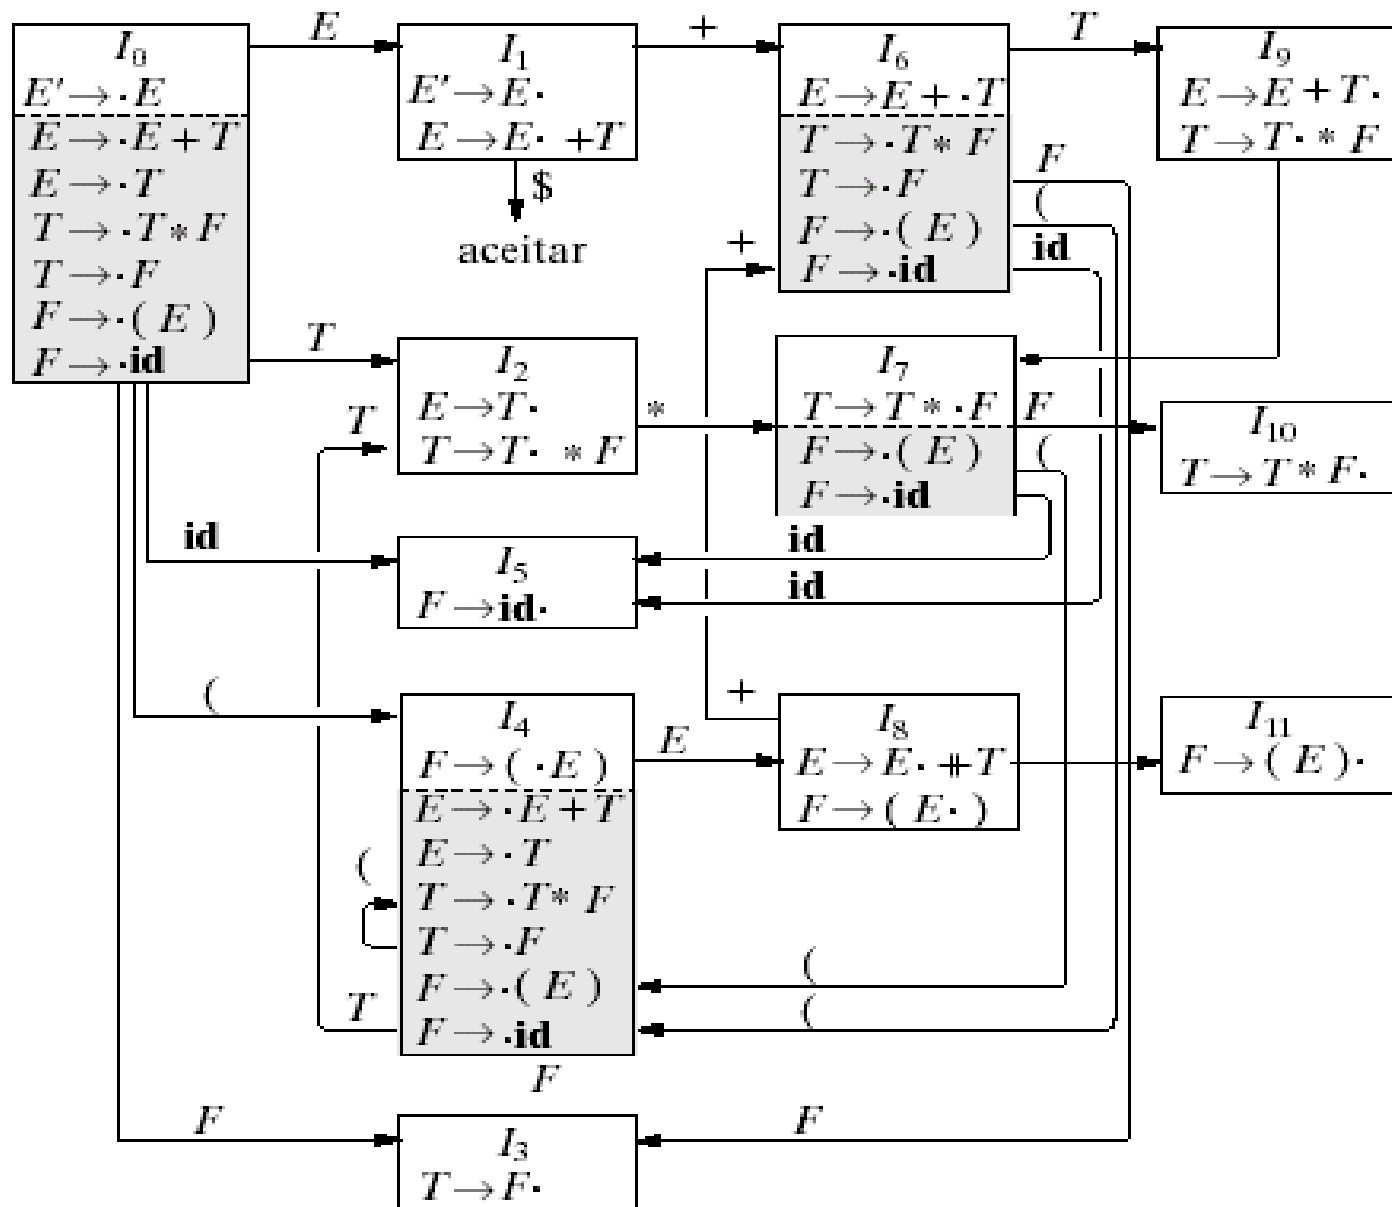 I₀
E′ → ·E
E → ·E + T
E → ·T
T → ·T * F
T → ·F
F → ·( E )
F → ·id
E
I₁
E′ → E·
E → E· +T
$
aceitar
+
I₆
E → E + ·T
T → ·T * F
T → ·F
F → ·( E )
F → ·id
T
I₉
E → E + T·
T → T· * F
F
(
id
+
T
I₂
E → T·
T → T· * F
T
*
I₇
T → T * ·F
F → ·( E )
F → ·id
F
(
I₁₀
T → T * F·
id
I₅
F → id·
id
id
(
I₄
F → ( ·E )
E → ·E + T
E → ·T
T → ·T * F
T → ·F
F → ·( E )
F → ·id
(
T
E
+
I₈
E → E· + T
F → ( E· )
I₁₁
F → ( E )·
(
(
F
F
I₃
T → F·
F